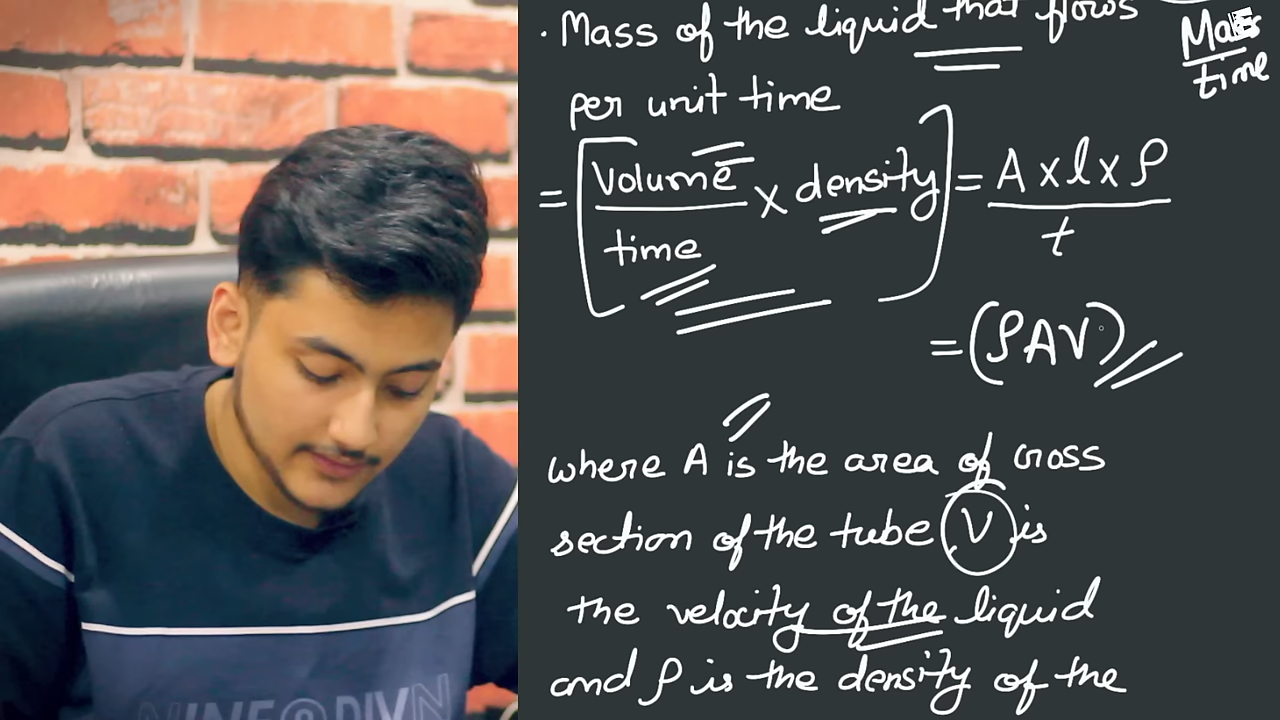 • Mass of the liquid that flows
per unit time
Mass
time
= [Volume/time × density] = A × l × ρ / t
= (ρAV)
where A is the area of cross
section of the tube V is
the velocity of the liquid
and ρ is the density of the